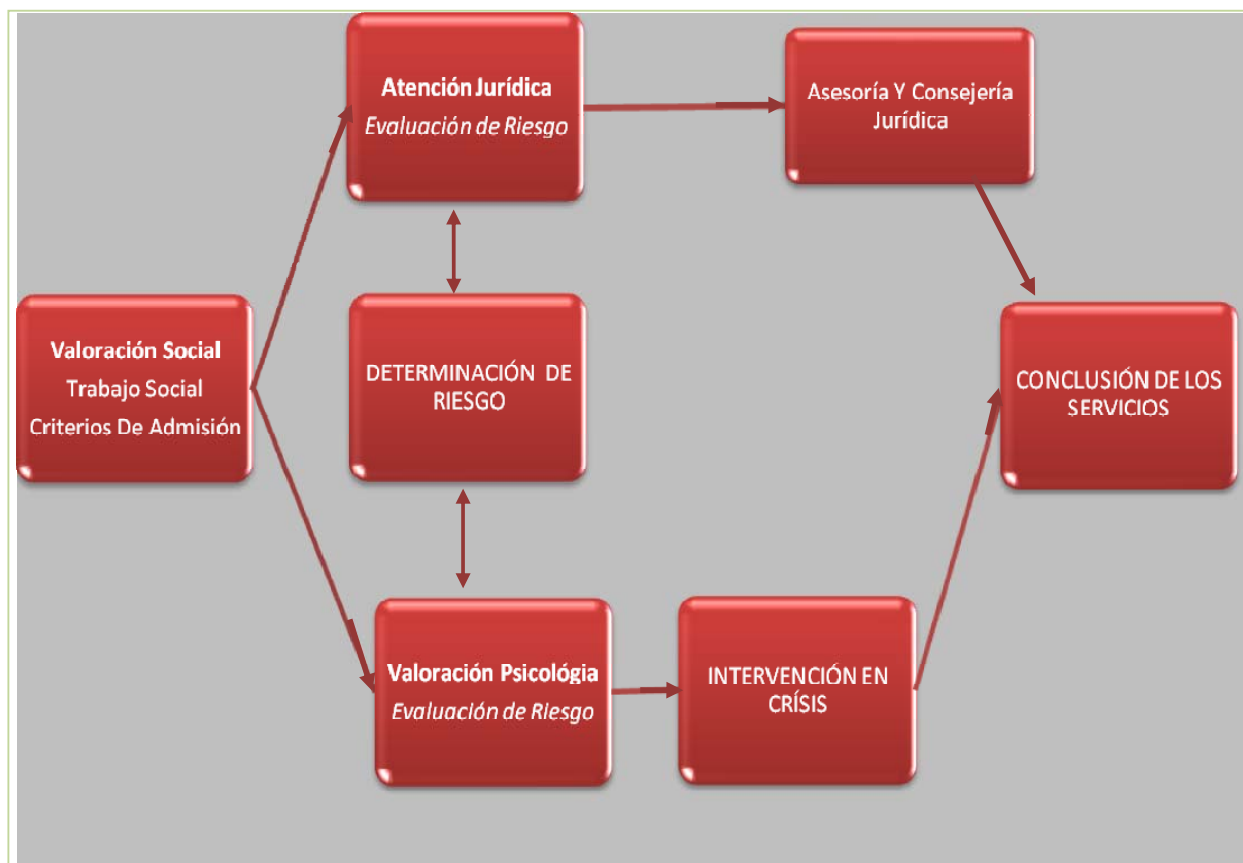 Atención Jurídica
Evaluación de Riesgo
Asesoría Y Consejería
Jurídica
Valoración Social
Trabajo Social
Criterios De Admisión
DETERMINACIÓN DE
RIESGO
CONCLUSIÓN DE LOS
SERVICIOS
Valoración Psicológia
Evaluación de Riesgo
INTERVENCIÓN EN
CRÍSIS